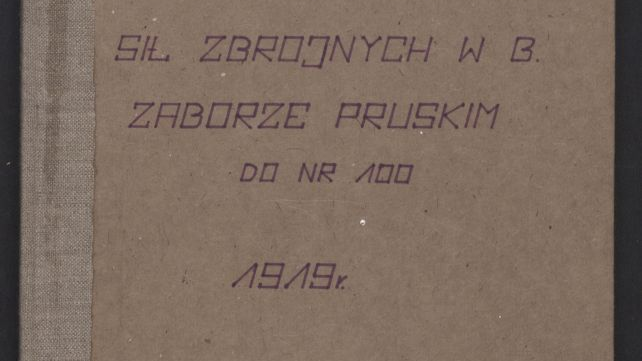 SIŁ ZBROJNYCH W B.
ZABORZE PRUSKIM
DO NR 100
1919r.